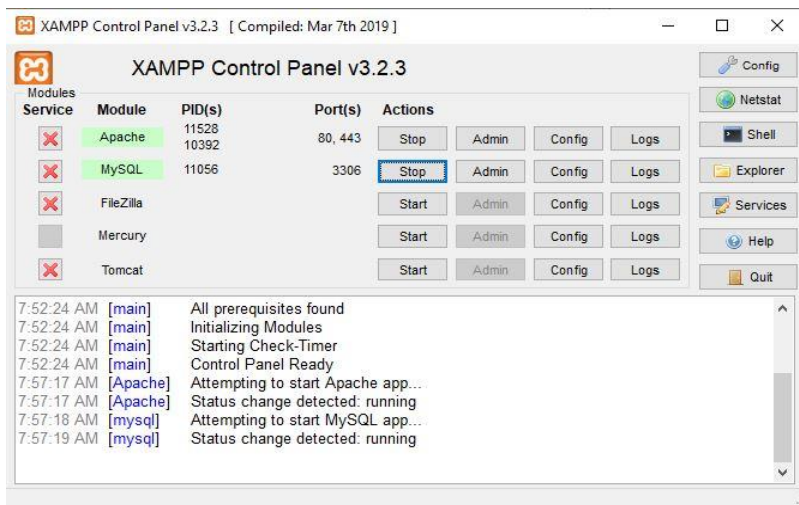 XAMPP Control Panel v3.2.3 [ Compiled: Mar 7th 2019 ]
XAMPP Control Panel v3.2.3
Config
Modules
Service Module PID(s) Port(s) Actions
Netstat
Apache 11528 10392 80, 443 Stop Admin Config Logs
Shell
MySQL 11056 3306 Stop Admin Config Logs
Explorer
FileZilla Start Admin Config Logs
Services
Mercury Start Admin Config Logs
Help
Tomcat Start Admin Config Logs
Quit
7:52:24 AM [main] All prerequisites found
7:52:24 AM [main] Initializing Modules
7:52:24 AM [main] Starting Check-Timer
7:52:24 AM [main] Control Panel Ready
7:57:17 AM [Apache] Attempting to start Apache app...
7:57:17 AM [Apache] Status change detected: running
7:57:18 AM [mysql] Attempting to start MySQL app...
7:57:19 AM [mysql] Status change detected: running